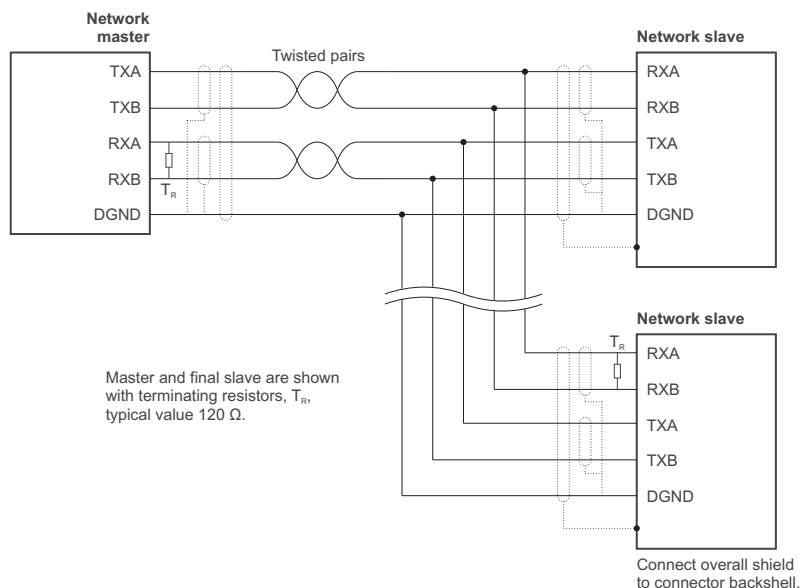 Network
master
TXA
TXB
RXA
RXB
T_R
DGND
Twisted pairs
Network slave
RXA
RXB
TXA
TXB
DGND
Network slave
T_R
RXA
RXB
TXA
TXB
DGND
Master and final slave are shown
with terminating resistors, T_R,
typical value 120 Ω.
Connect overall shield
to connector backshell.